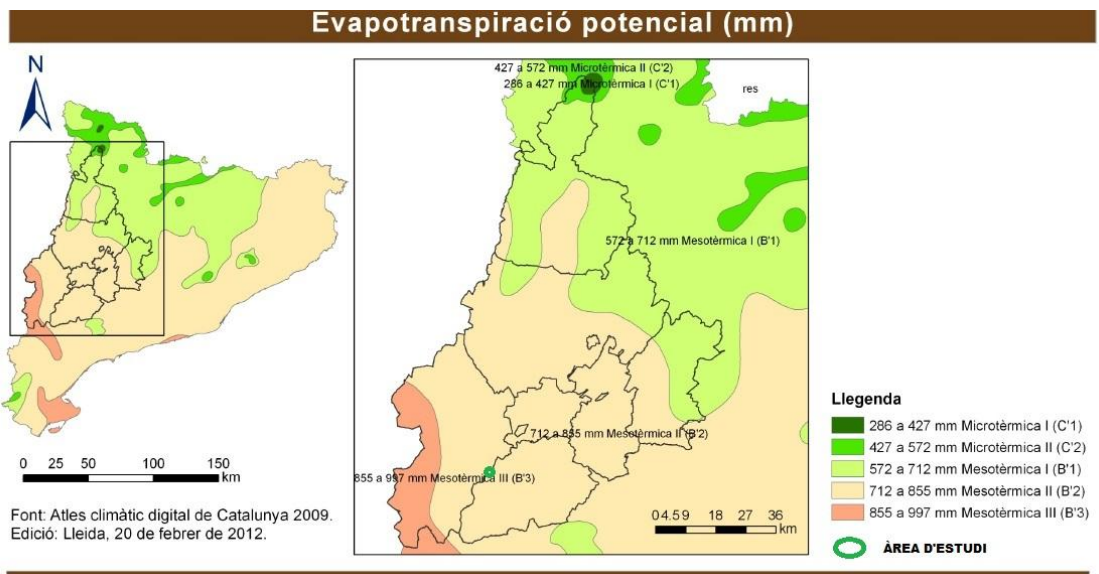 Evapotranspiració potencial (mm)
N
427 a 572 mm Microtèrmica II (C'2)
286 a 427 mm Microtèrmica I (C'1)
res
572 a 712 mm Mesotèrmica I (B'1)
712 a 855 mm Mesotèrmica II (B'2)
855 a 997 mm Mesotèrmica III (B'3)
0 25 50 100 150
km
0 4.5 9 18 27 36
km
Font: Atles climàtic digital de Catalunya 2009.
Edició: Lleida, 20 de febrer de 2012.
Llegenda
286 a 427 mm Microtèrmica I (C'1)
427 a 572 mm Microtèrmica II (C'2)
572 a 712 mm Mesotèrmica I (B'1)
712 a 855 mm Mesotèrmica II (B'2)
855 a 997 mm Mesotèrmica III (B'3)
ÀREA D'ESTUDI